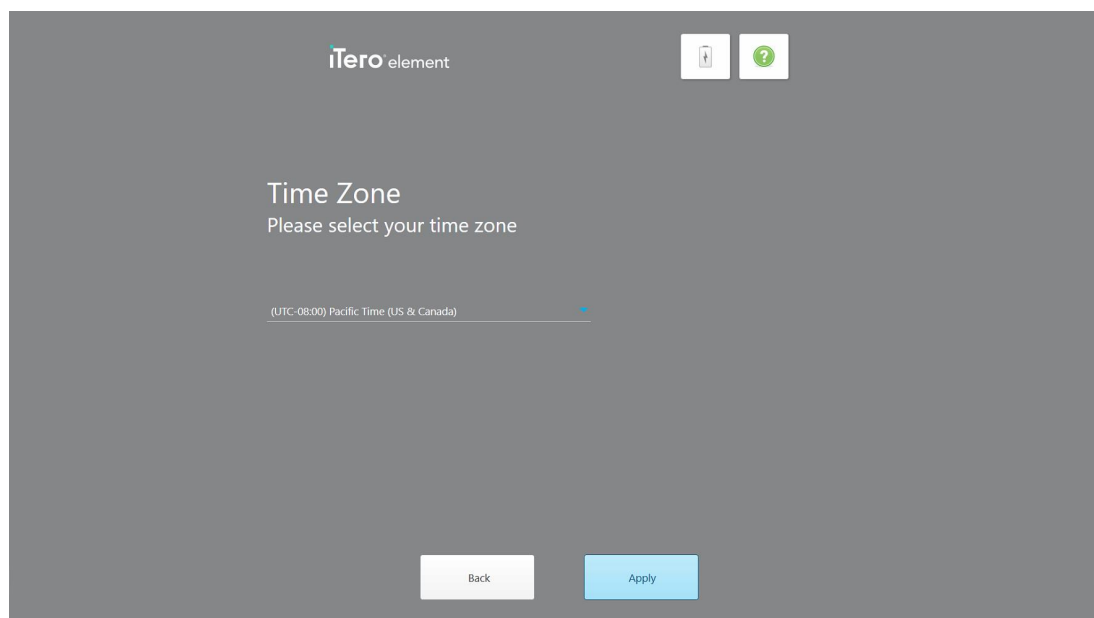 iTero element
?
Time Zone
Please select your time zone
(UTC-08:00) Pacific Time (US & Canada)
Back
Apply